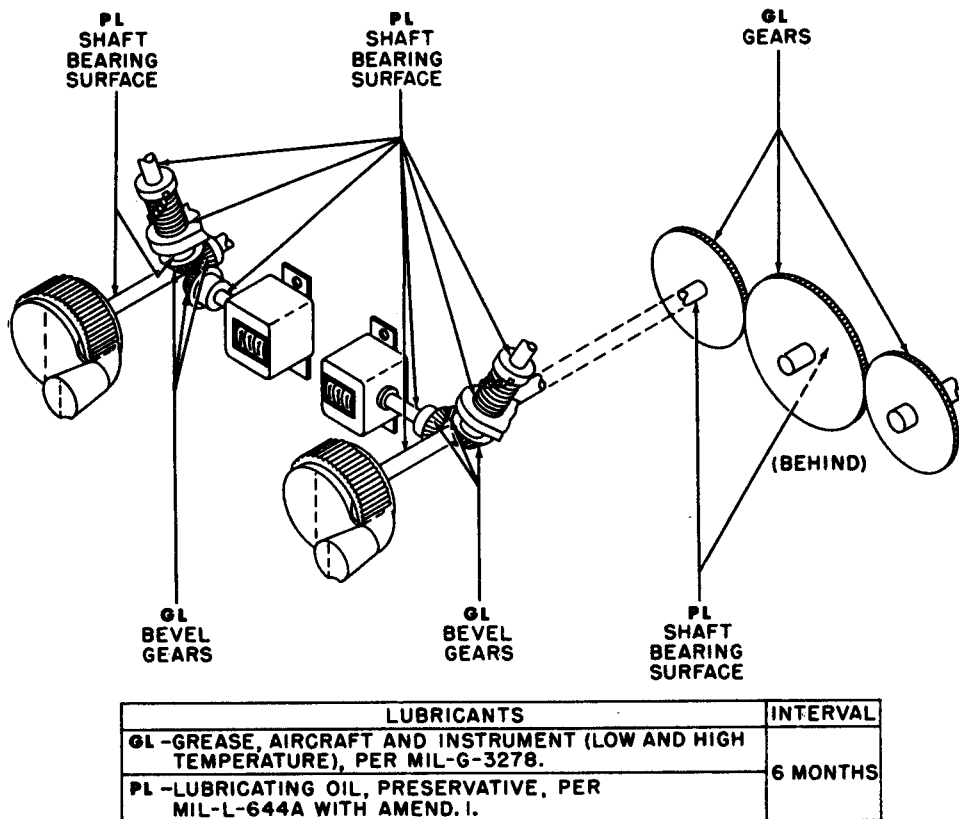 PL
SHAFT
BEARING
SURFACE
PL
SHAFT
BEARING
SURFACE
GL
GEARS
(BEHIND)
GL
BEVEL
GEARS
GL
BEVEL
GEARS
PL
SHAFT
BEARING
SURFACE
LUBRICANTS
INTERVAL
GL-GREASE, AIRCRAFT AND INSTRUMENT (LOW AND HIGH
TEMPERATURE), PER MIL-G-3278.
6 MONTHS
PL-LUBRICATING OIL, PRESERVATIVE, PER
MIL-L-644A WITH AMEND. I.